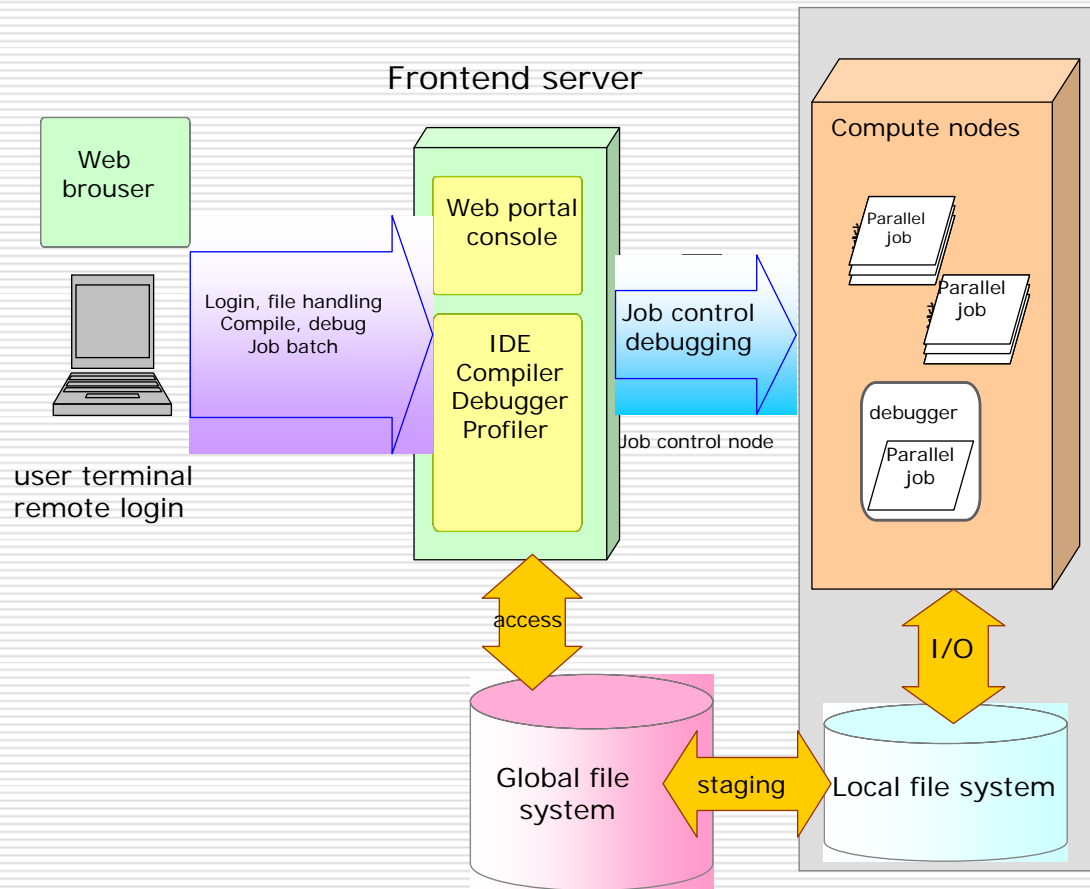 Frontend server
Web
brouser
Web portal
console
Login, file handling
Compile, debug
Job batch
IDE
Compiler
Debugger
Profiler
Job control
debugging
Job control node
user terminal
remote login
Compute nodes
Parallel
job
Parallel
job
debugger
Parallel
job
access
I/O
Global file
system
staging
Local file system